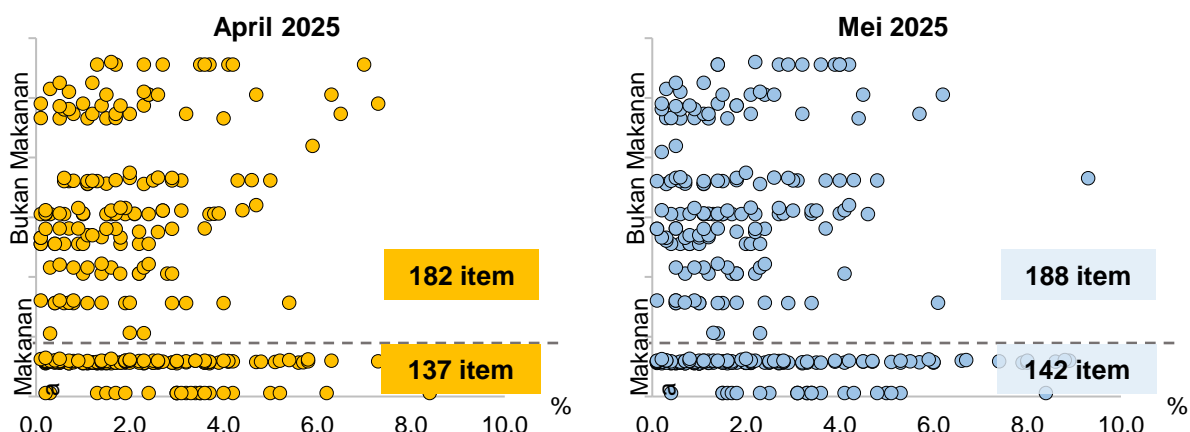 April 2025
Bukan Makanan
182 item
Makanan
137 item
%
0.0 2.0 4.0 6.0 8.0 10.0
Mei 2025
Bukan Makanan
188 item
Makanan
142 item
%
0.0 2.0 4.0 6.0 8.0 10.0